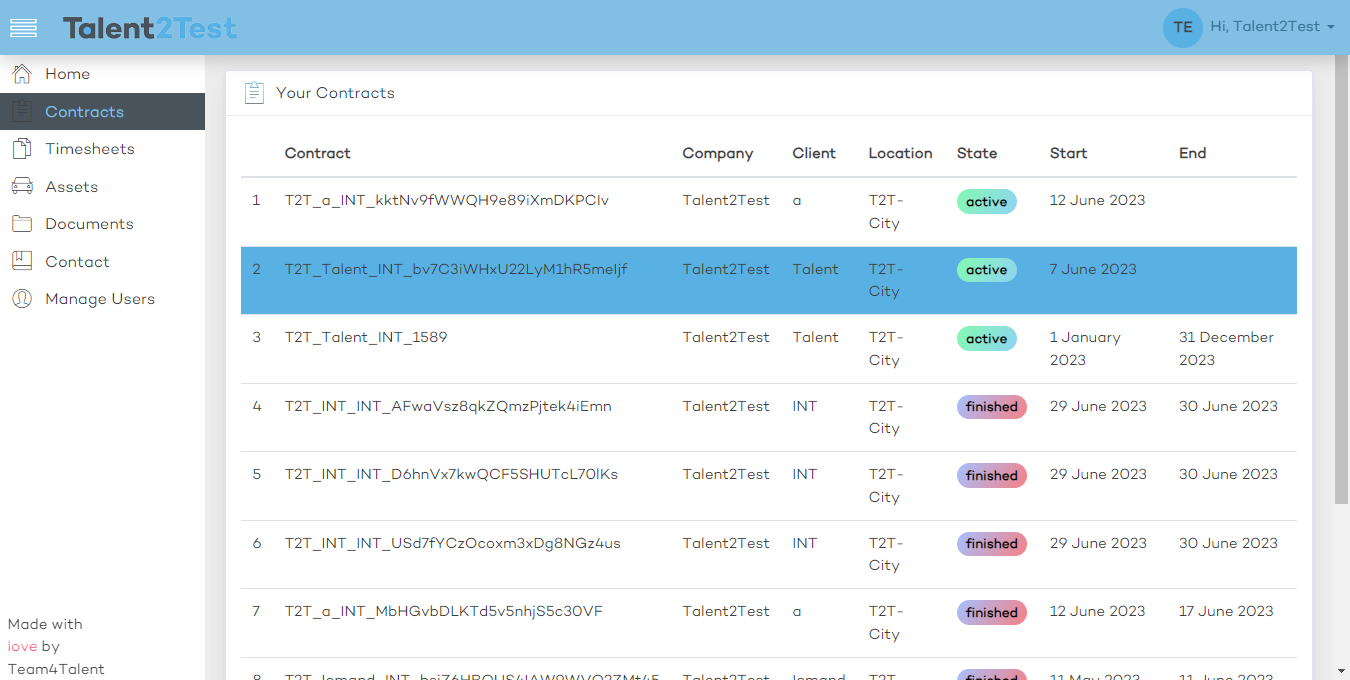 Talent2Test
TE Hi, Talent2Test
Home
Contracts
Timesheets
Assets
Documents
Contact
Manage Users
Made with
love by
Team4Talent
Your Contracts
Contract Company Client Location State Start End
1 T2T_a_INT_kktNv9fWWQH9e89iXmDKPCIv Talent2Test a T2T- active 12 June 2023
City
2 T2T_Talent_INT_bv7C3iWHxU22LyM1hR5meIjf Talent2Test Talent T2T- active 7 June 2023
City
3 T2T_Talent_INT_1589 Talent2Test Talent T2T- active 1 January 31 December
City 2023 2023
4 T2T_INT_INT_AFwaVsz8qkZQmzPjtek4iEmn Talent2Test INT T2T- finished 29 June 2023 30 June 2023
City
5 T2T_INT_INT_D6hnVx7kwQCF5SHUTcL70lKs Talent2Test INT T2T- finished 29 June 2023 30 June 2023
City
6 T2T_INT_INT_USd7fYCzOcoxm3xDg8NGz4us Talent2Test INT T2T- finished 29 June 2023 30 June 2023
City
7 T2T_a_INT_MbHGvbDLKTd5v5nhjS5c30VF Talent2Test a T2T- finished 12 June 2023 17 June 2023
City
8 Talent2Test Iemand T2T- finished 11 May 2023 11 June 2023